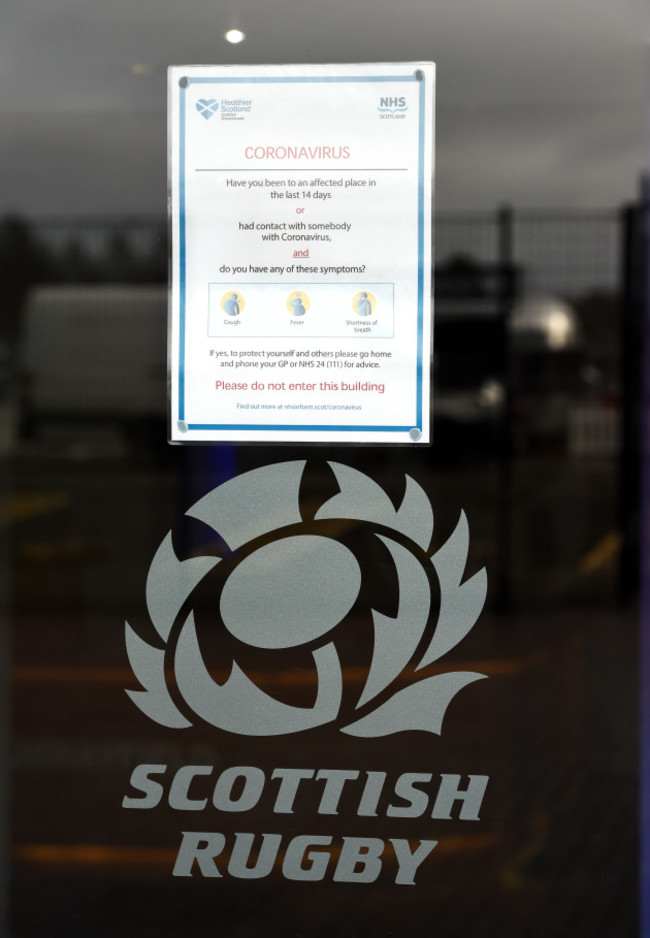 Healthier
Scotland
Scottish
Government
NHS
SCOTLAND
CORONAVIRUS
Have you been to an affected place in
the last 14 days
or
had contact with somebody
with Coronavirus,
and
do you have any of these symptoms?
Cough
Fever
Shortness of
breath
If yes, to protect yourself and others please go home
and phone your GP or NHS 24 (111) for advice.
Please do not enter this building
Find out more at nhsinform.scot/coronavirus
SCOTTISH
RUGBY